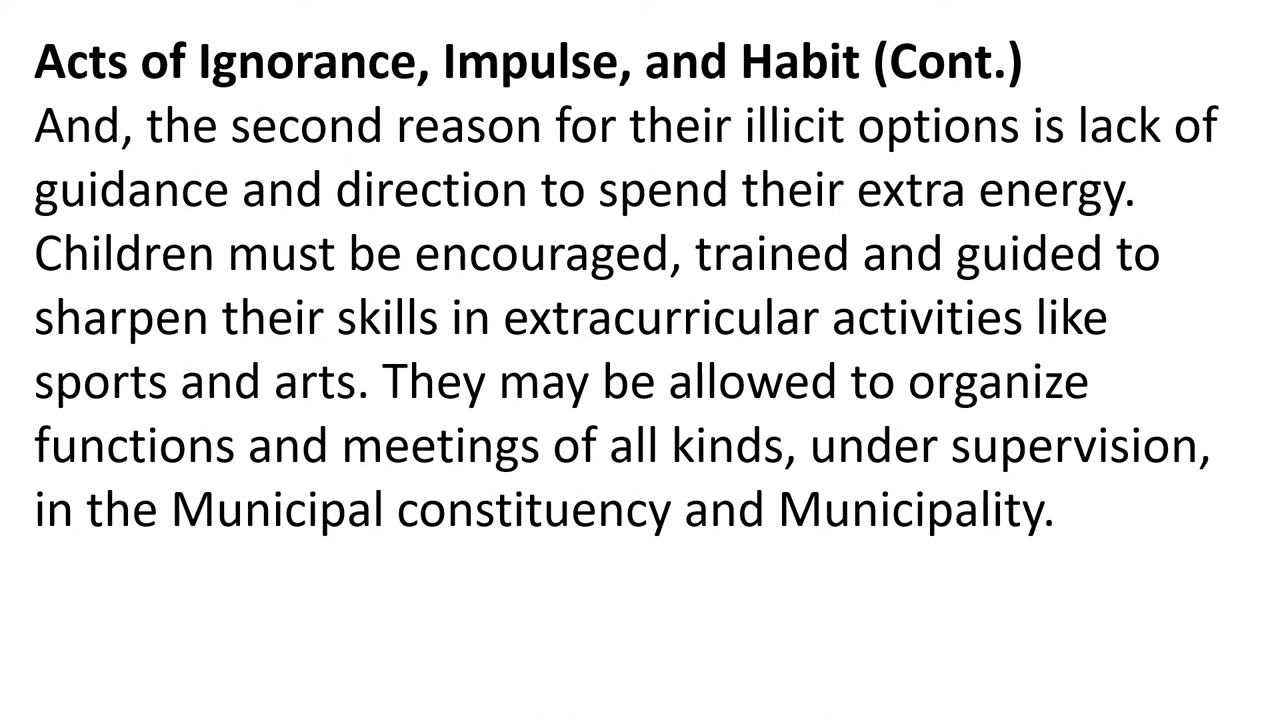 Acts of Ignorance, Impulse, and Habit (Cont.)
And, the second reason for their illicit options is lack of
guidance and direction to spend their extra energy.
Children must be encouraged, trained and guided to
sharpen their skills in extracurricular activities like
sports and arts. They may be allowed to organize
functions and meetings of all kinds, under supervision,
in the Municipal constituency and Municipality.